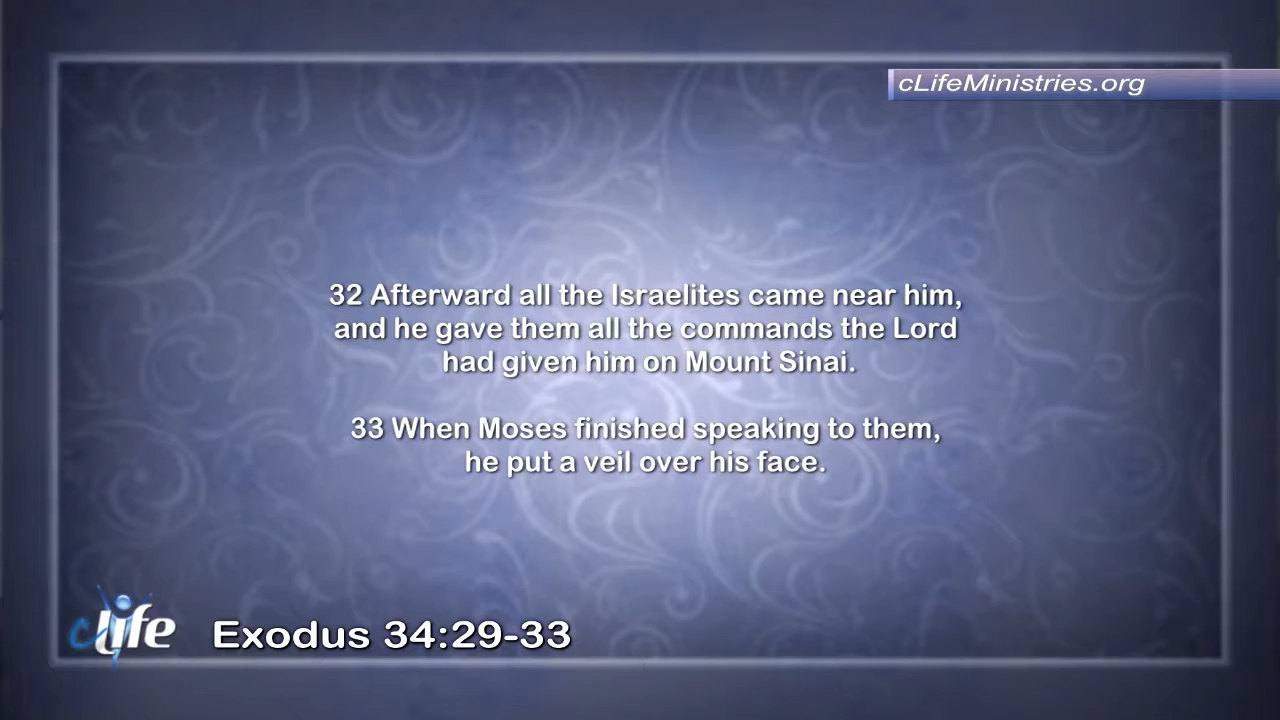 cLifeMinistries.org
32 Afterward all the Israelites came near him,
and he gave them all the commands the Lord
had given him on Mount Sinai.
33 When Moses finished speaking to them,
he put a veil over his face.
cLife
Exodus 34:29-33